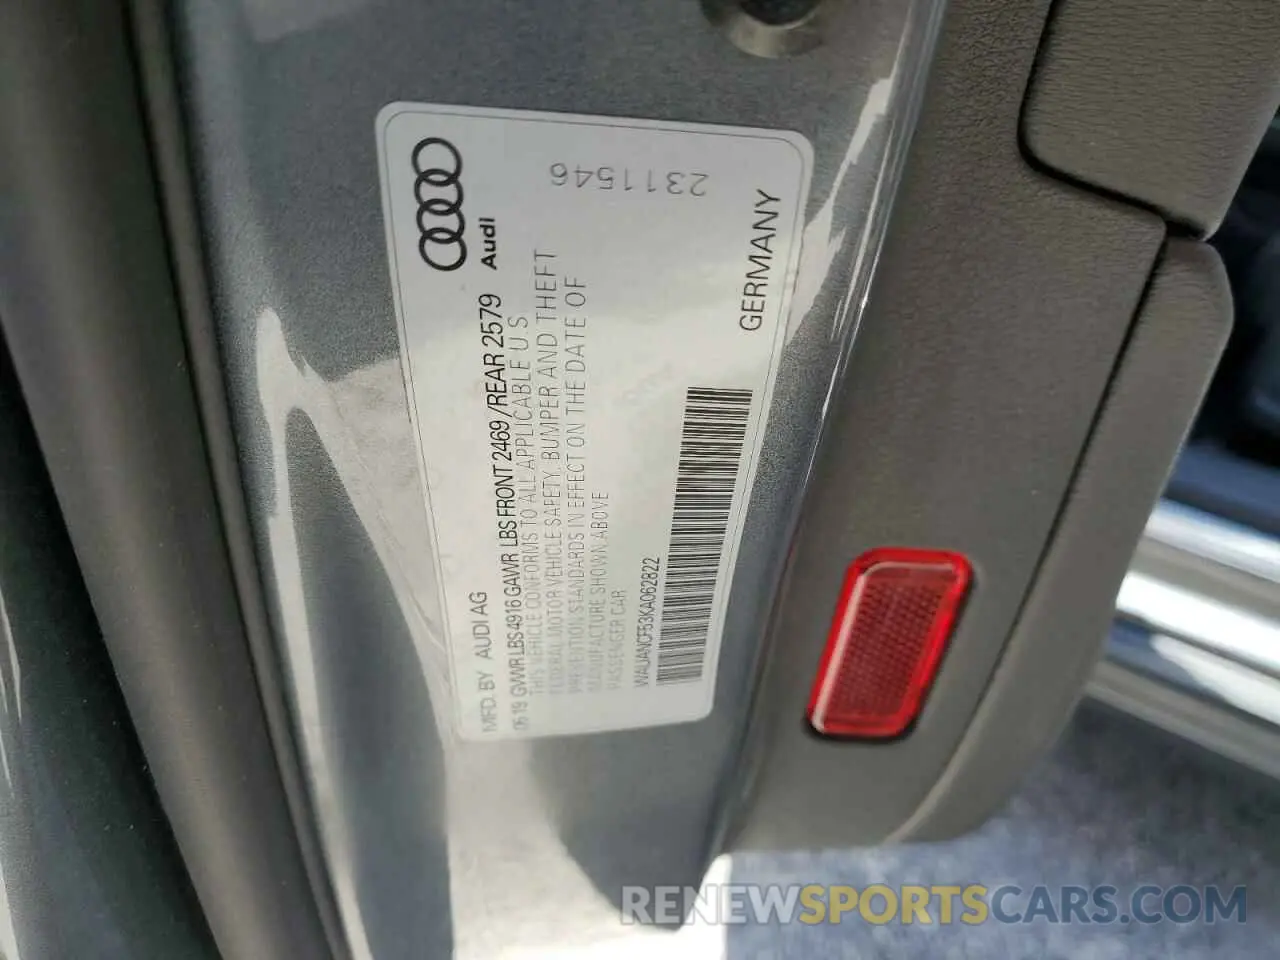 Audi
2311546
MFD. BY AUDI AG
06 19 GVWR LBS 4916 GAWR LBS FRONT 2469 / REAR 2579
THIS VEHICLE CONFORMS TO ALL APPLICABLE U.S
FEDERAL MOTOR VEHICLE SAFETY, BUMPER AND THEFT
PREVENTION STANDARDS IN EFFECT ON THE DATE OF
MANUFACTURE SHOWN ABOVE
PASSENGER CAR
WAUANCF53KA062822
GERMANY
RENEWSPORTSCARS.COM